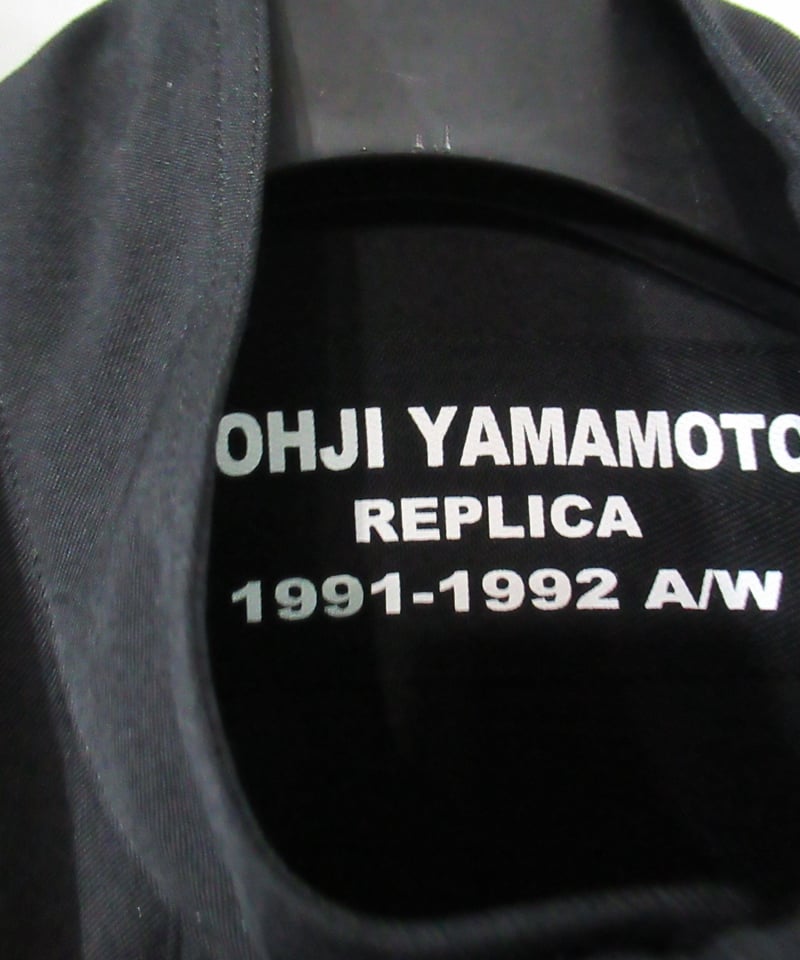 OHJI YAMAMOTO
REPLICA
1991-1992 A/W